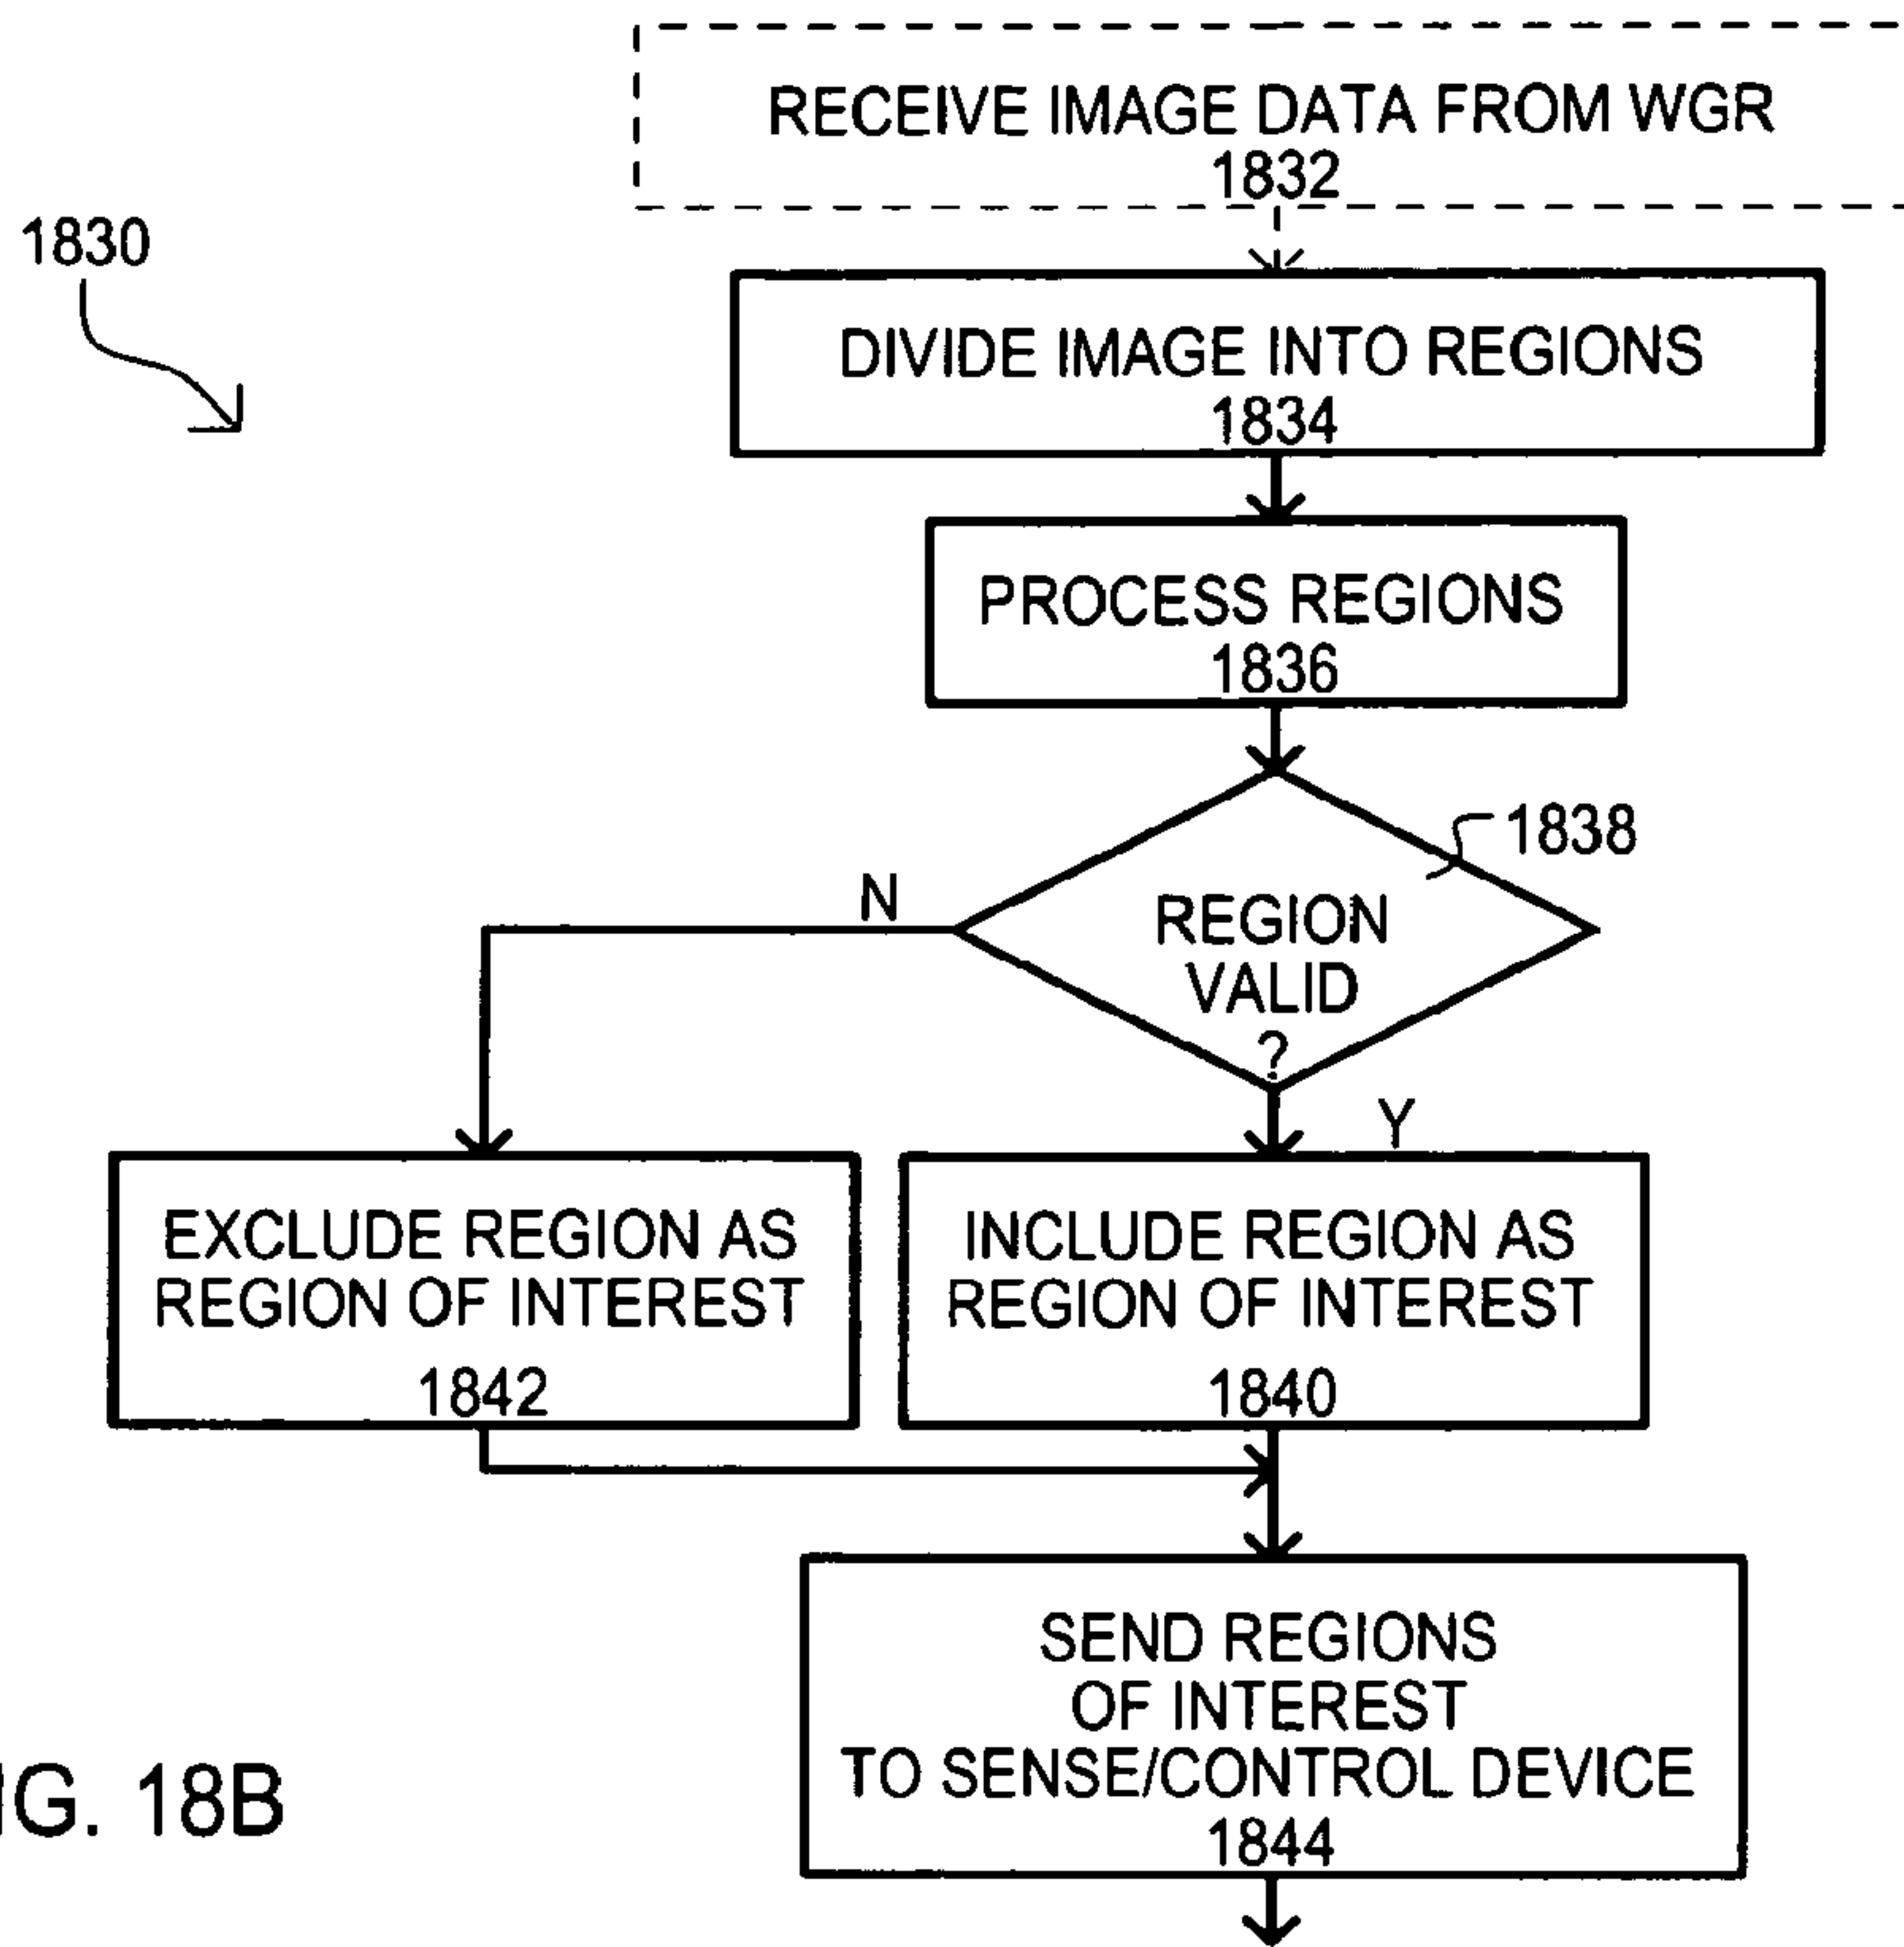 RECEIVE IMAGE DATA FROM WGR
1832
1830
DIVIDE IMAGE INTO REGIONS
1834
PROCESS REGIONS
1836
1838
N
REGION
VALID
?
Y
EXCLUDE REGION AS
REGION OF INTEREST
1842
INCLUDE REGION AS
REGION OF INTEREST
1840
SEND REGIONS
OF INTEREST
TO SENSE/CONTROL DEVICE
1844
IG. 18B